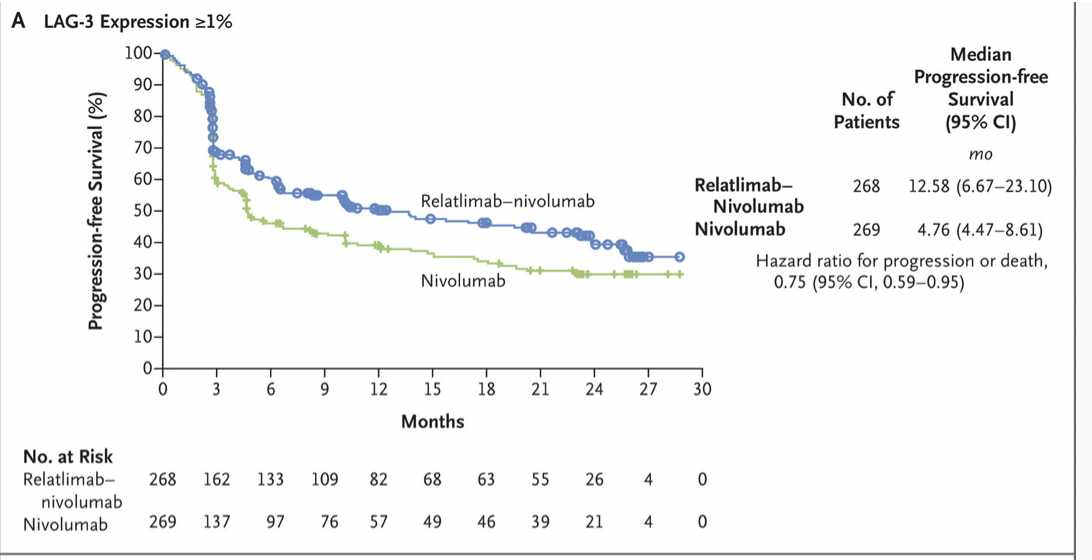 A LAG-3 Expression ≥1%
Progression-free Survival (%)
100
90
80
70
60
50
40
30
20
10
0
0 3 6 9 12 15 18 21 24 27 30
Months
Relatlimab–nivolumab
Nivolumab
No. of Patients
Median
Progression-free
Survival
(95% CI)
mo
Relatlimab–
Nivolumab 268 12.58 (6.67–23.10)
Nivolumab 269 4.76 (4.47–8.61)
Hazard ratio for progression or death,
0.75 (95% CI, 0.59–0.95)
No. at Risk
Relatlimab–
nivolumab 268 162 133 109 82 68 63 55 26 4 0
Nivolumab 269 137 97 76 57 49 46 39 21 4 0